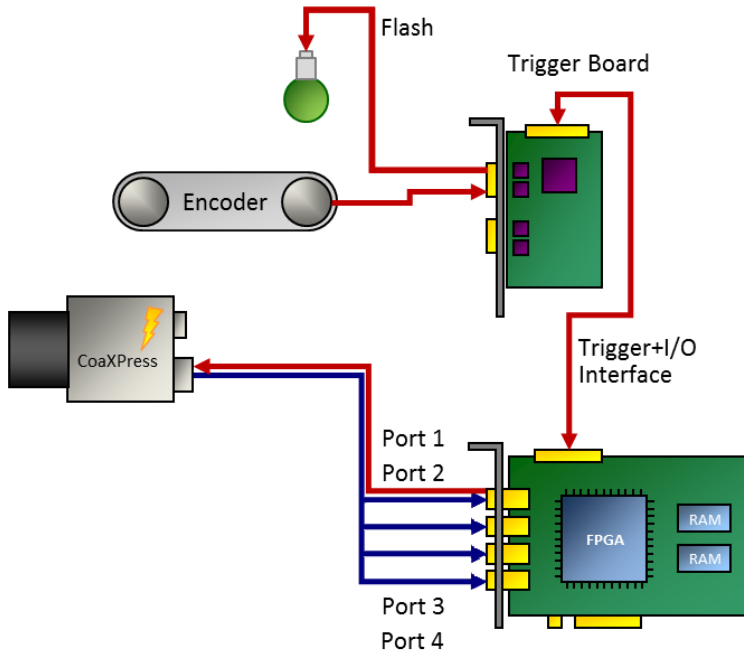 Flash
Trigger Board
Encoder
CoaXPress
Trigger+I/O
Interface
Port 1
Port 2
FPGA
RAM
RAM
Port 3
Port 4